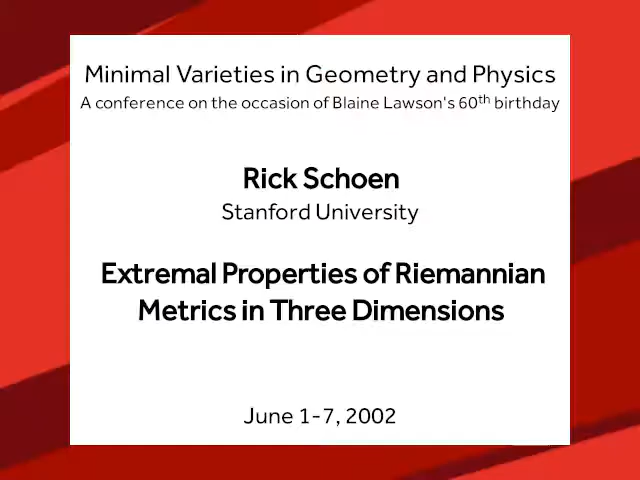 Minimal Varieties in Geometry and Physics
A conference on the occasion of Blaine Lawson's 60th birthday
Rick Schoen
Stanford University
Extremal Properties of Riemannian
Metrics in Three Dimensions
June 1-7, 2002